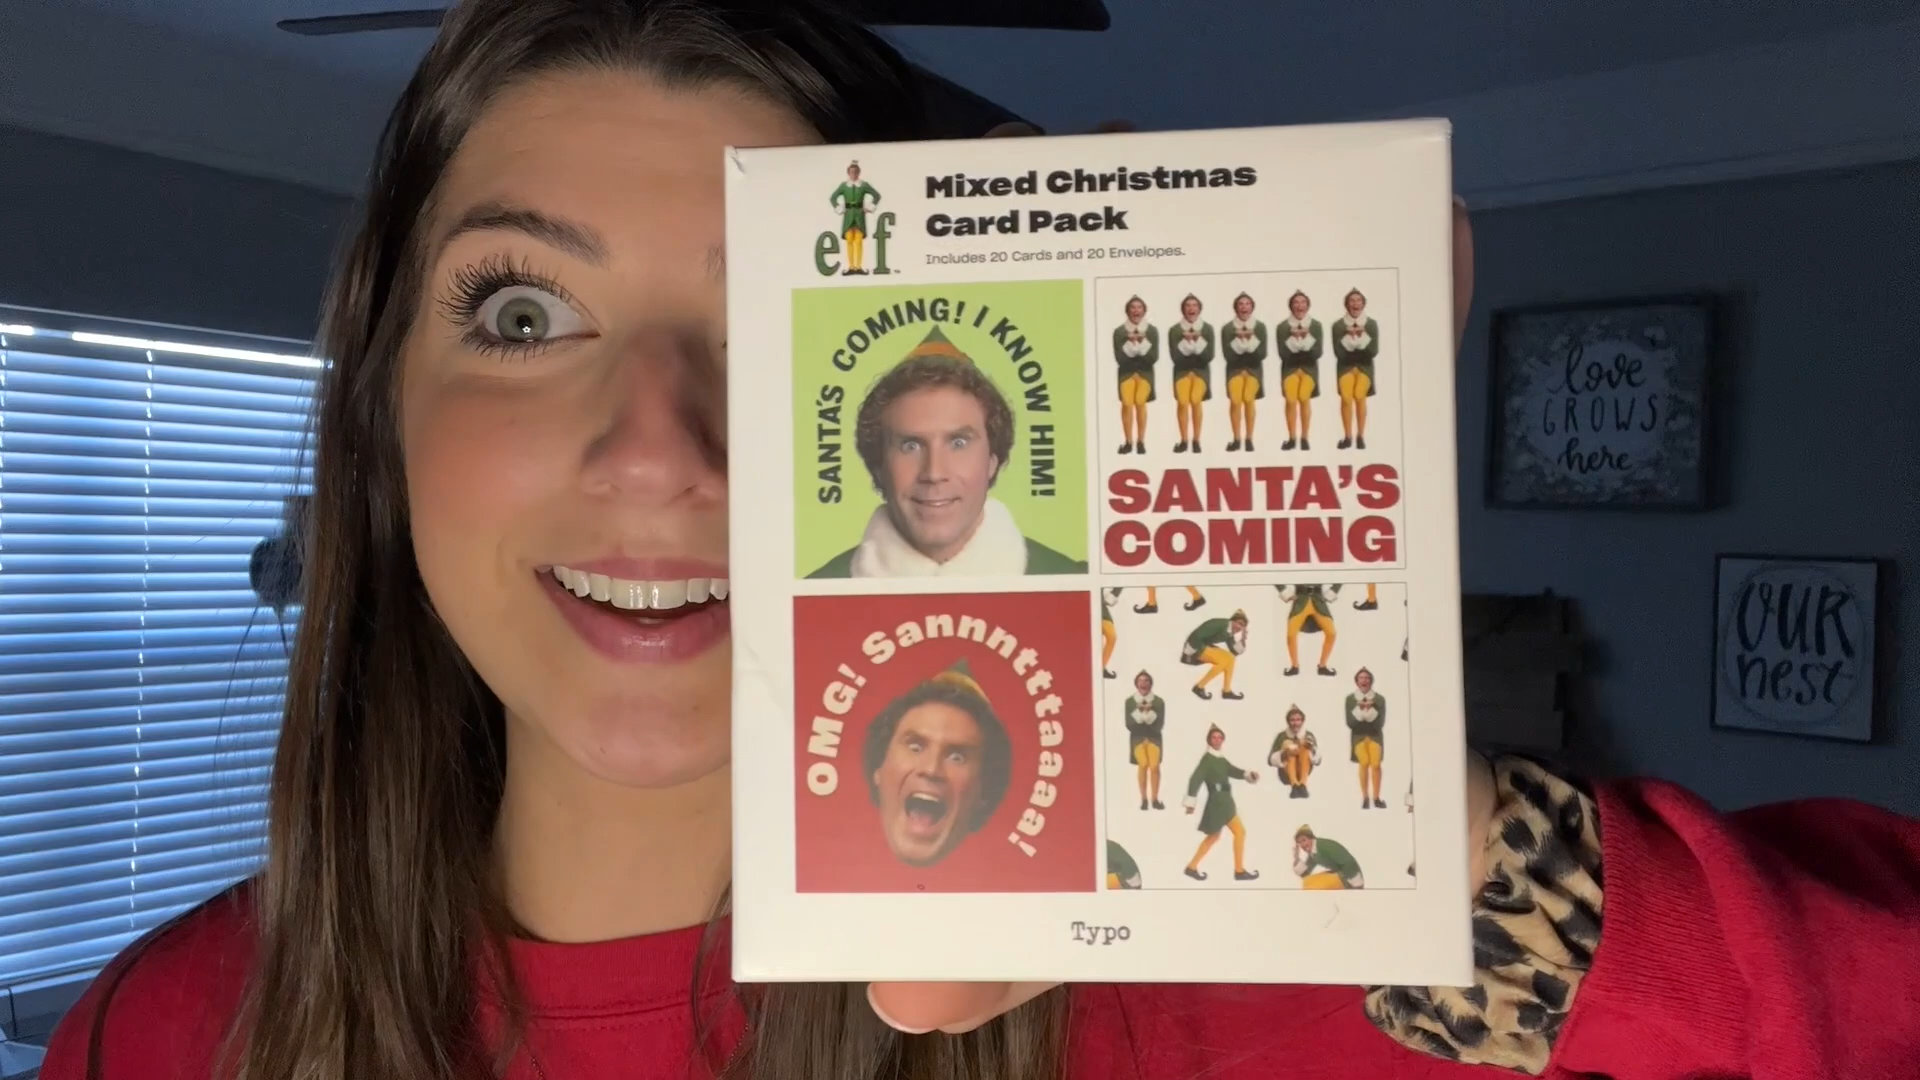 elf
Mixed Christmas
Card Pack
Includes 20 Cards and 20 Envelopes.
SANTA'S COMING! I KNOW HIM!
SANTA'S
COMING
OMG! Sannntttaaaa!
Typo
love
GROWS
here
OUR
nest